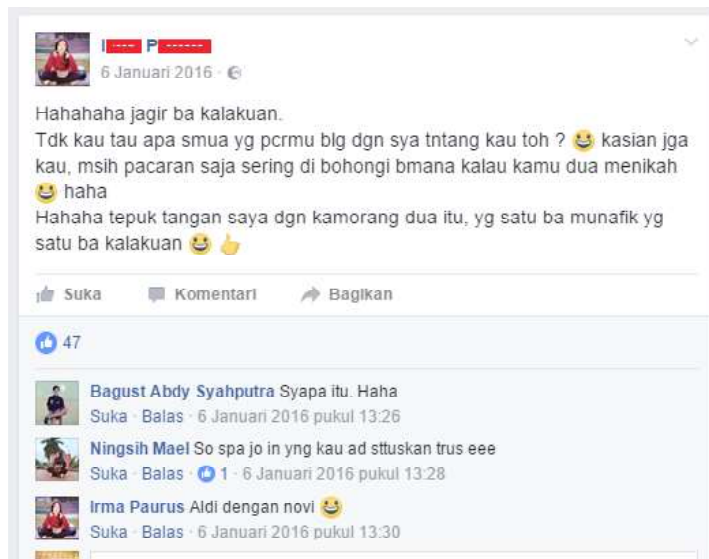 I P
6 Januari 2016
Hahahaha jagir ba kalakuan.
Tdk kau tau apa smua yg pcrmu blg dgn sya tntang kau toh ? 😀 kasian jga
kau, msih pacaran saja sering di bohongi bmana kalau kamu dua menikah
😀 haha
Hahaha tepuk tangan saya dgn kamorang dua itu, yg satu ba munafik yg
satu ba kalakuan 😀 👍
Suka Komentari Bagikan
47
Bagust Abdy Syahputra Syapa itu. Haha
Suka · Balas · 6 Januari 2016 pukul 13:26
Ningsih Mael So spa jo in yng kau ad sttuskan trus eee
Suka · Balas · 1 · 6 Januari 2016 pukul 13:28
Irma Paurus Aldi dengan novi 😀
Suka · Balas · 6 Januari 2016 pukul 13:30